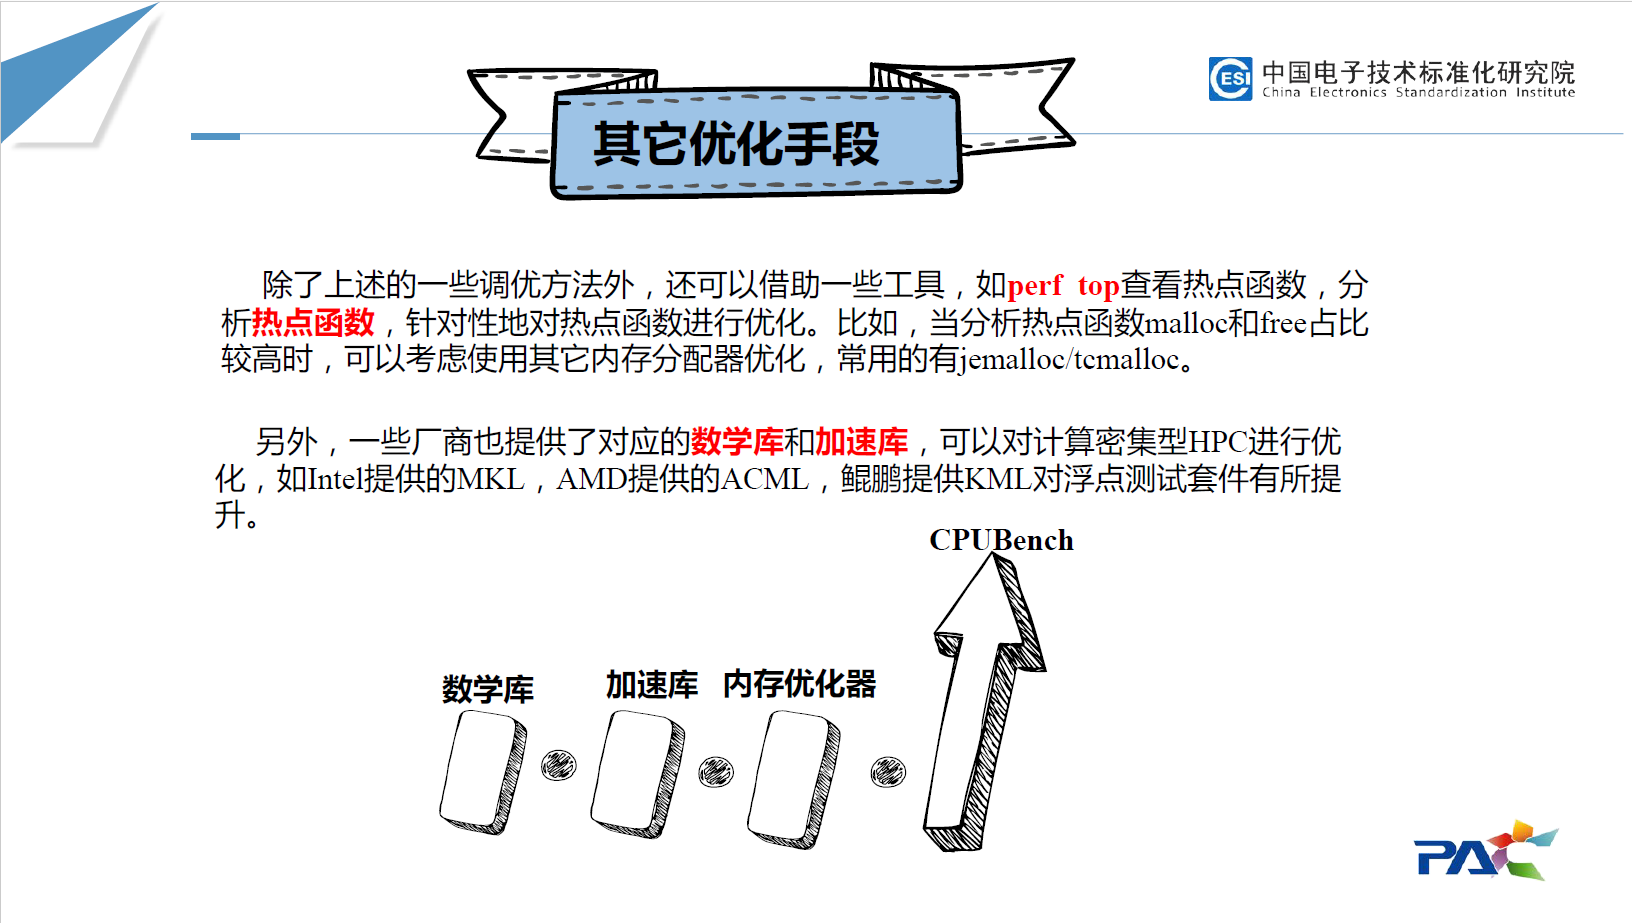 中国电子技术标准化研究院
CESI China Electronics Standardization Institute
其它优化手段
除了上述的一些调优方法外，还可以借助一些工具，如perf top查看热点函数，分
析热点函数，针对性地对热点函数进行优化。比如，当分析热点函数malloc和free占比
较高时，可以考虑使用其它内存分配器优化，常用的有jemalloc/tcmalloc。
另外，一些厂商也提供了对应的数学库和加速库，可以对计算密集型HPC进行优
化，如Intel提供的MKL，AMD提供的ACML，鲲鹏提供KML对浮点测试套件有所提
升。
CPUBench
数学库 加速库 内存优化器
PAC